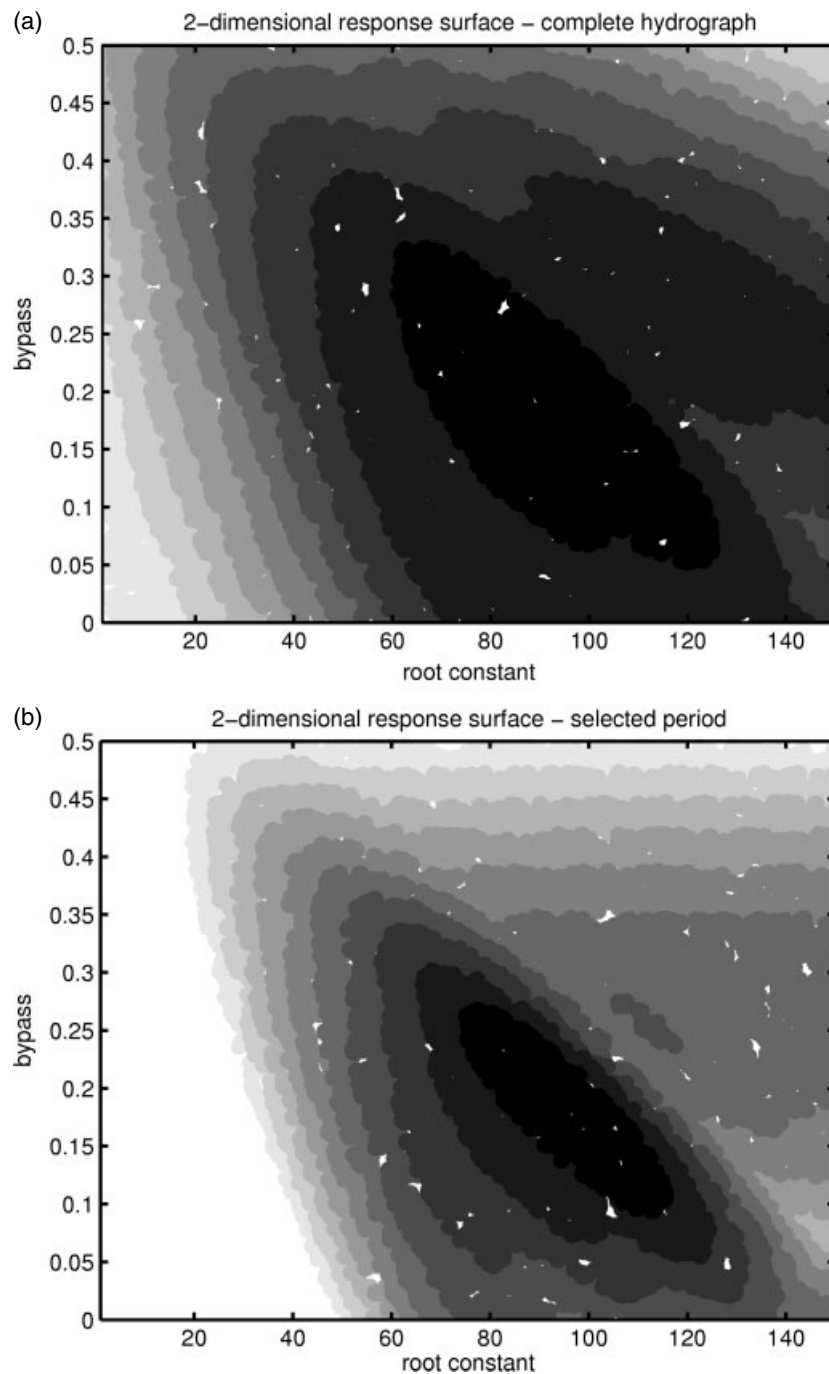 (a)
2−dimensional response surface − complete hydrograph
0.5
0.45
0.4
0.35
0.3
0.25
0.2
0.15
0.1
0.05
0
bypass
20 40 60 80 100 120 140
root constant
(b)
2−dimensional response surface − selected period
0.5
0.45
0.4
0.35
0.3
0.25
0.2
0.15
0.1
0.05
0
bypass
20 40 60 80 100 120 140
root constant